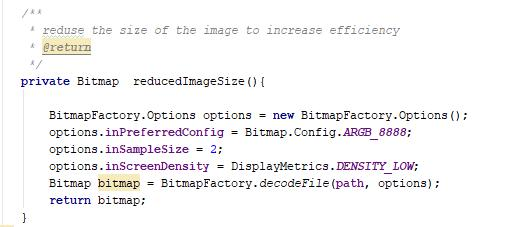 /**
 * reduse the size of the image to increase efficiency
 * @return
 */
private Bitmap  reducedImageSize(){
BitmapFactory.Options options = new BitmapFactory.Options();
options.inPreferredConfig = Bitmap.Config.ARGB_8888;
options.inSampleSize = 2;
options.inScreenDensity = DisplayMetrics.DENSITY_LOW;
Bitmap bitmap = BitmapFactory.decodeFile(path, options);
return bitmap;
}